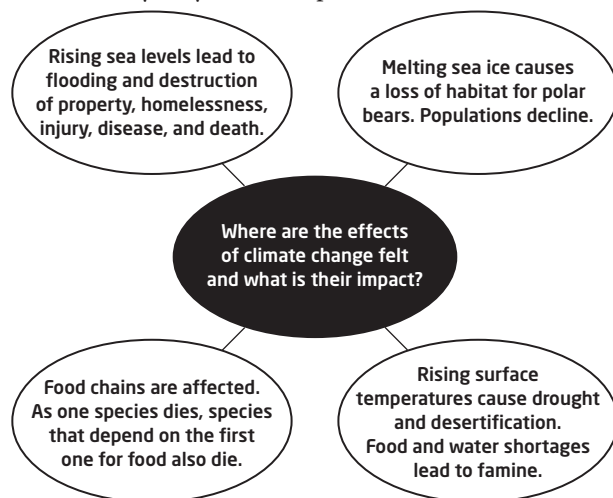 Rising sea levels lead to
flooding and destruction
of property, homelessness,
injury, disease, and death.
Melting sea ice causes
a loss of habitat for polar
bears. Populations decline.
Where are the effects
of climate change felt
and what is their impact?
Food chains are affected.
As one species dies, species
that depend on the first
one for food also die.
Rising surface
temperatures cause drought
and desertification.
Food and water shortages
lead to famine.